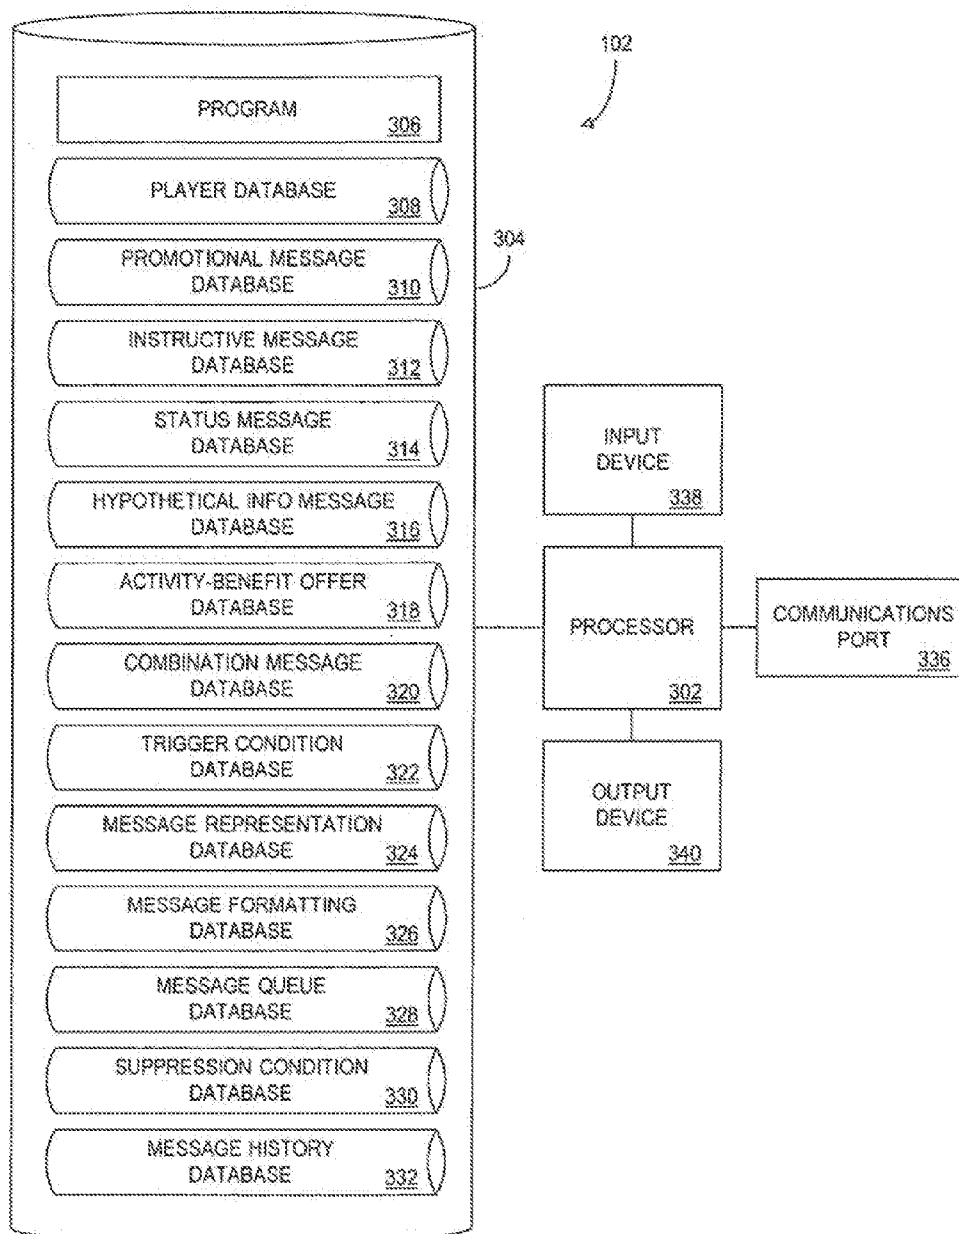 102
PROGRAM
306
PLAYER DATABASE
308
304
PROMOTIONAL MESSAGE
DATABASE
310
INSTRUCTIVE MESSAGE
DATABASE
312
STATUS MESSAGE
DATABASE
314
HYPOTHETICAL INFO MESSAGE
DATABASE
316
ACTIVITY-BENEFIT OFFER
DATABASE
318
COMBINATION MESSAGE
DATABASE
320
TRIGGER CONDITION
DATABASE
322
MESSAGE REPRESENTATION
DATABASE
324
MESSAGE FORMATTING
DATABASE
326
MESSAGE QUEUE
DATABASE
328
SUPPRESSION CONDITION
DATABASE
330
MESSAGE HISTORY
DATABASE
332
INPUT
DEVICE
338
PROCESSOR
302
COMMUNICATIONS
PORT
336
OUTPUT
DEVICE
340